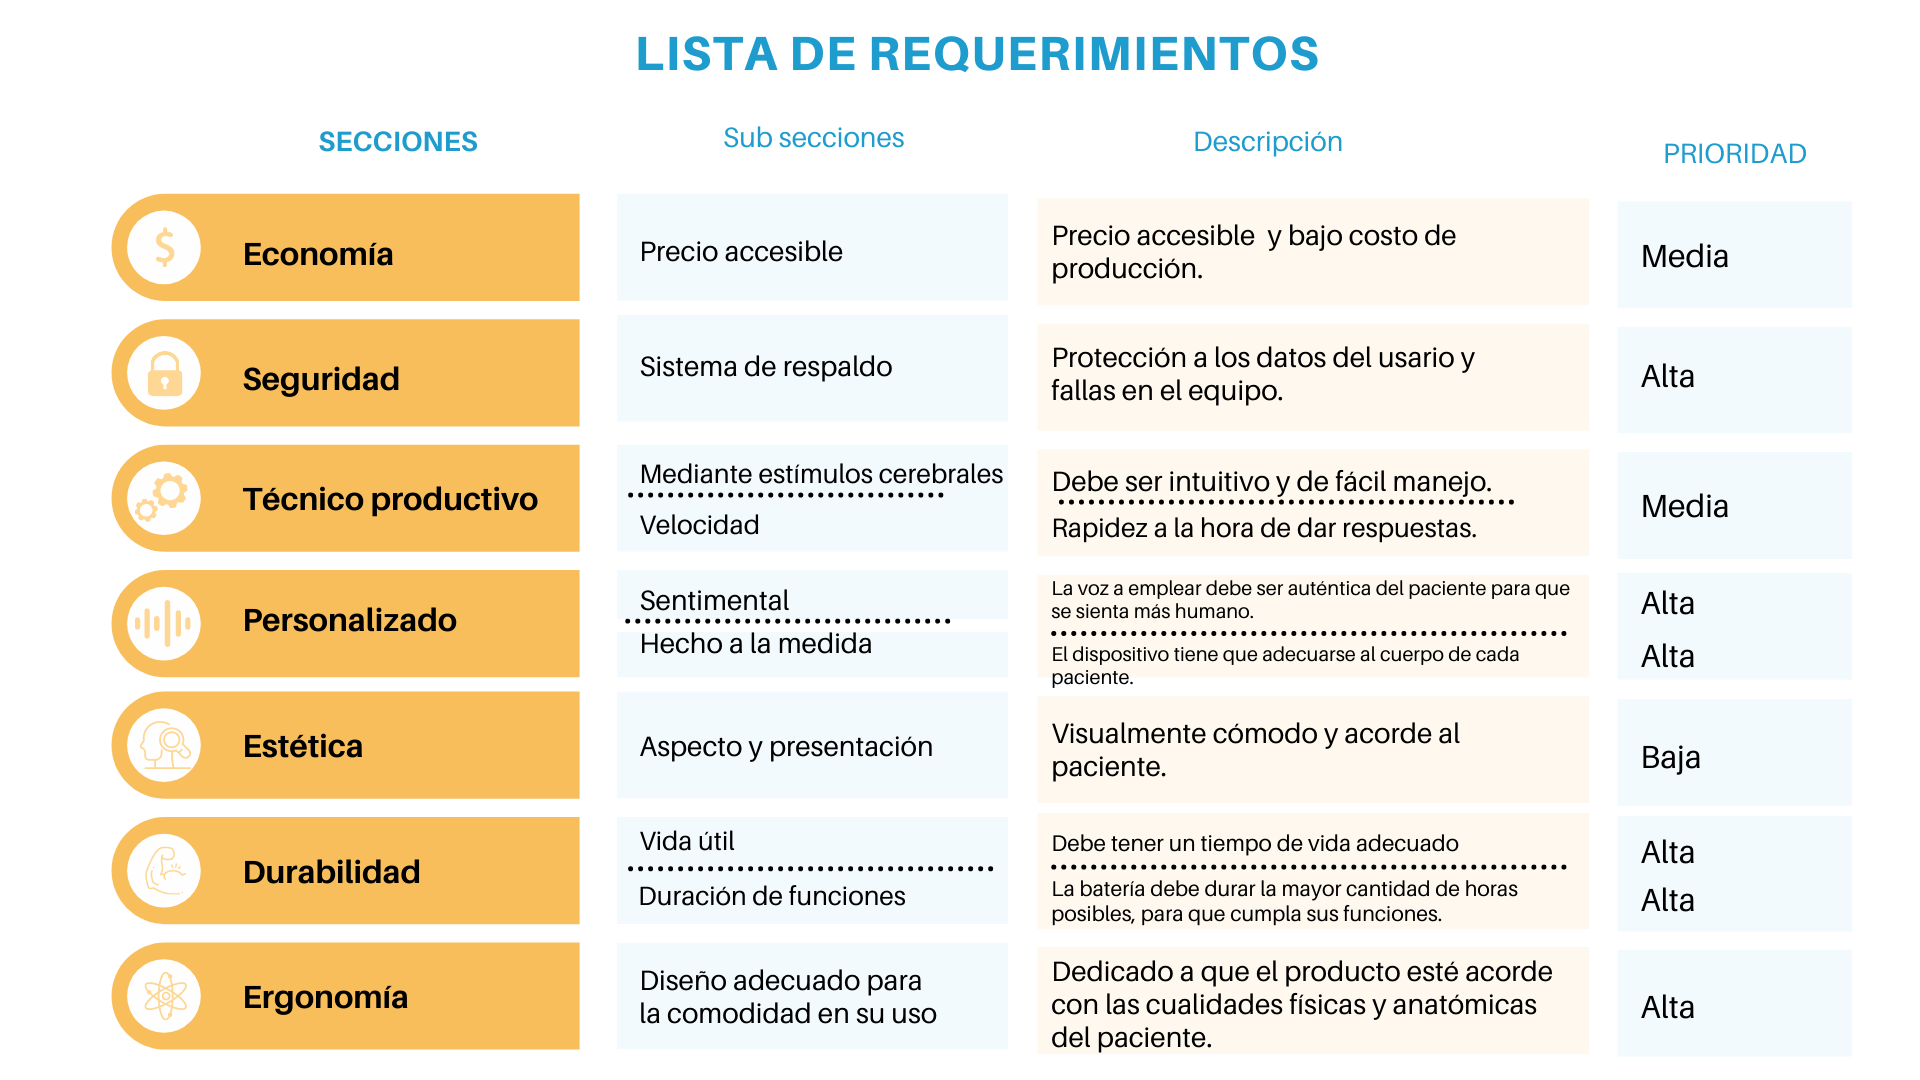 LISTA DE REQUERIMIENTOS
SECCIONES
Sub secciones
Descripción
PRIORIDAD
$
Economía
Precio accesible
Precio accesible y bajo costo de
producción.
Media
Seguridad
Sistema de respaldo
Protección a los datos del usario y
fallas en el equipo.
Alta
Técnico productivo
Mediante estímulos cerebrales
Debe ser intuitivo y de fácil manejo.
Velocidad
Rapidez a la hora de dar respuestas.
Media
Personalizado
Sentimental
La voz a emplear debe ser auténtica del paciente para que
se sienta más humano.
Alta
Hecho a la medida
El dispositivo tiene que adecuarse al cuerpo de cada
paciente.
Alta
Estética
Aspecto y presentación
Visualmente cómodo y acorde al
paciente.
Baja
Durabilidad
Vida útil
Debe tener un tiempo de vida adecuado
Alta
Duración de funciones
La batería debe durar la mayor cantidad de horas
posibles, para que cumpla sus funciones.
Alta
Ergonomía
Diseño adecuado para
la comodidad en su uso
Dedicado a que el producto esté acorde
con las cualidades físicas y anatómicas
del paciente.
Alta